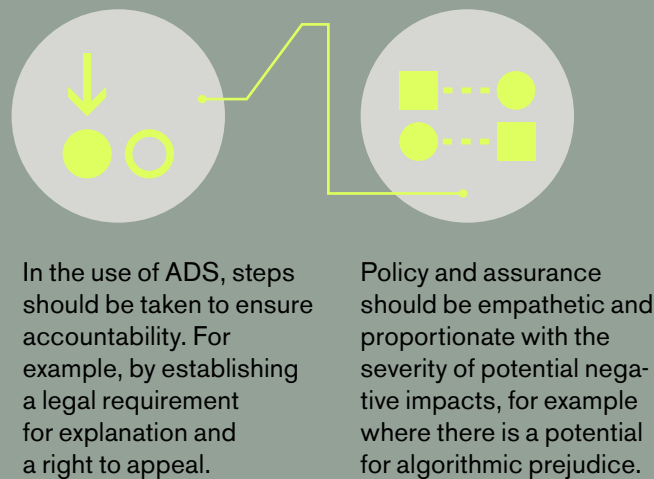 In the use of ADS, steps
should be taken to ensure
accountability. For
example, by establishing
a legal requirement
for explanation and
a right to appeal.
Policy and assurance
should be empathetic and
proportionate with the
severity of potential nega-
tive impacts, for example
where there is a potential
for algorithmic prejudice.